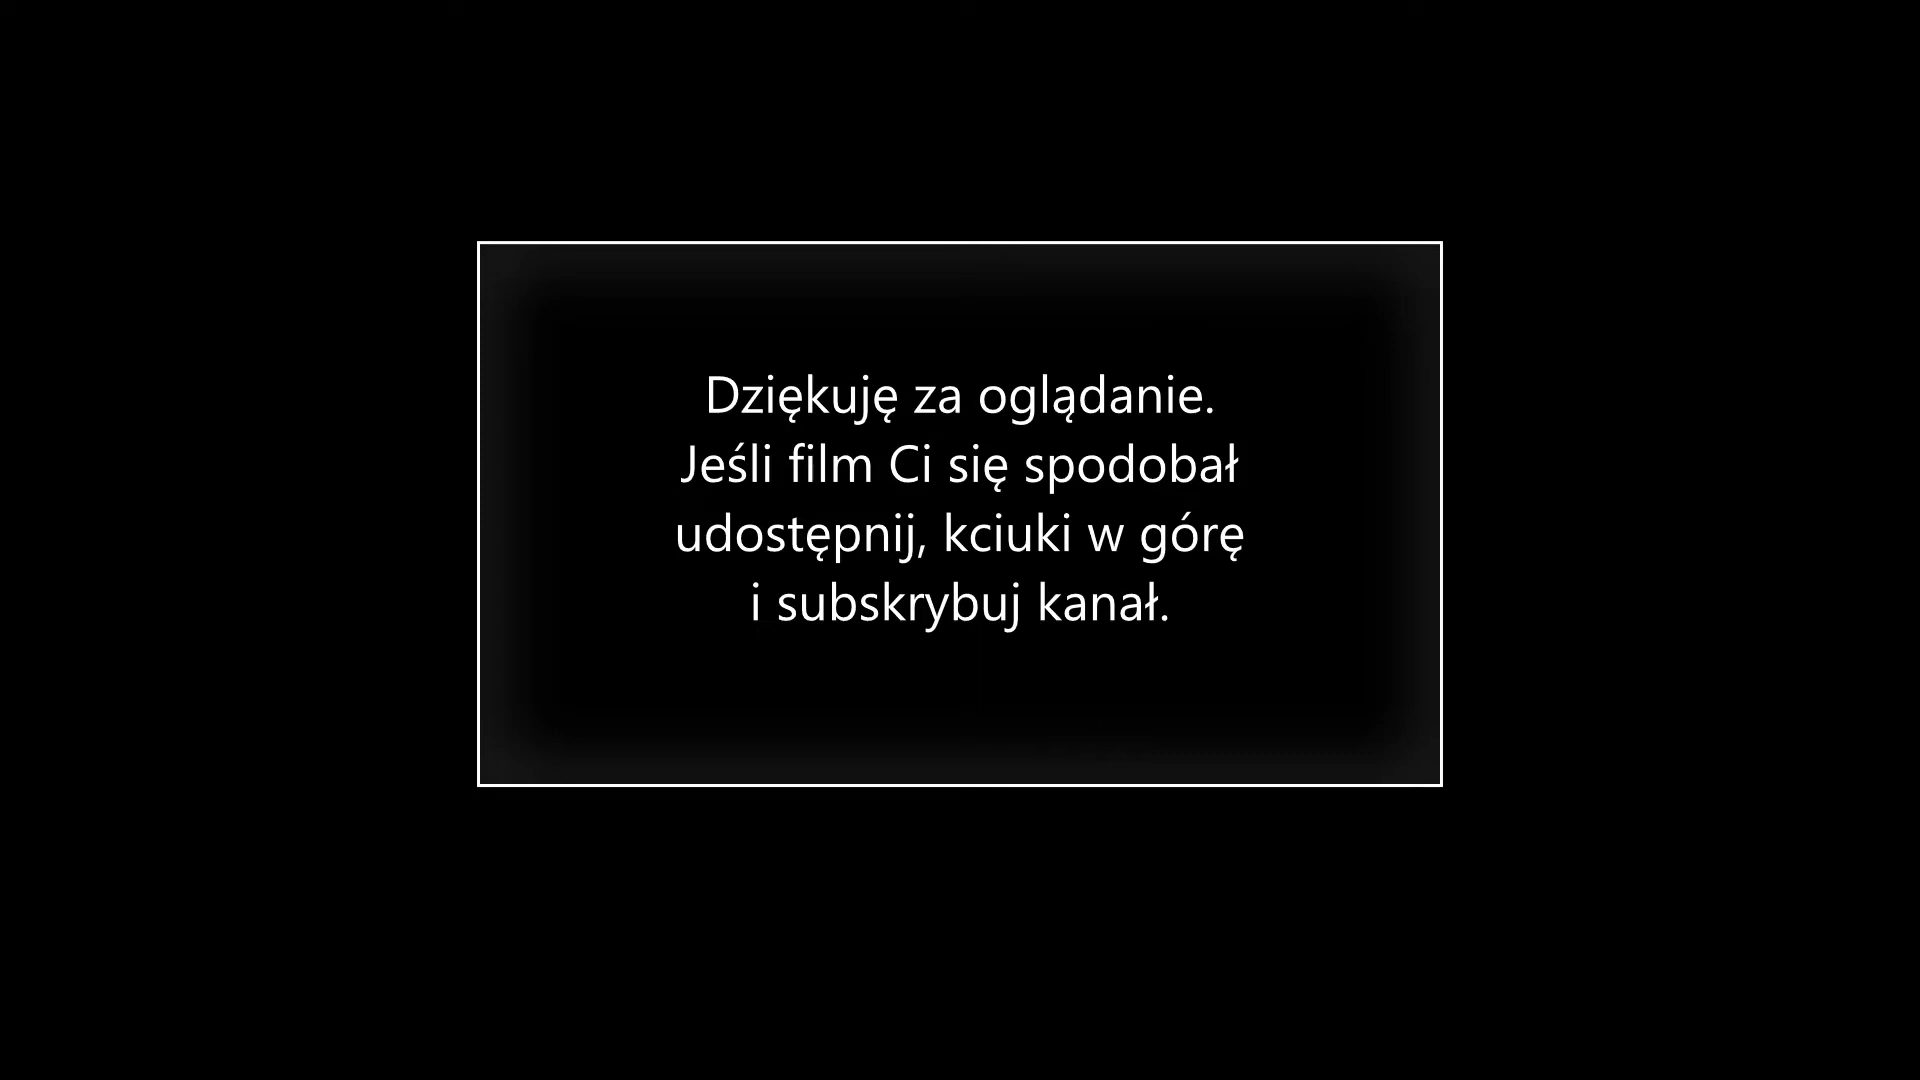 Dziękuję za oglądanie.
Jeśli film Ci się spodobał
udostępnij, kciuki w górę
i subskrybuj kanał.